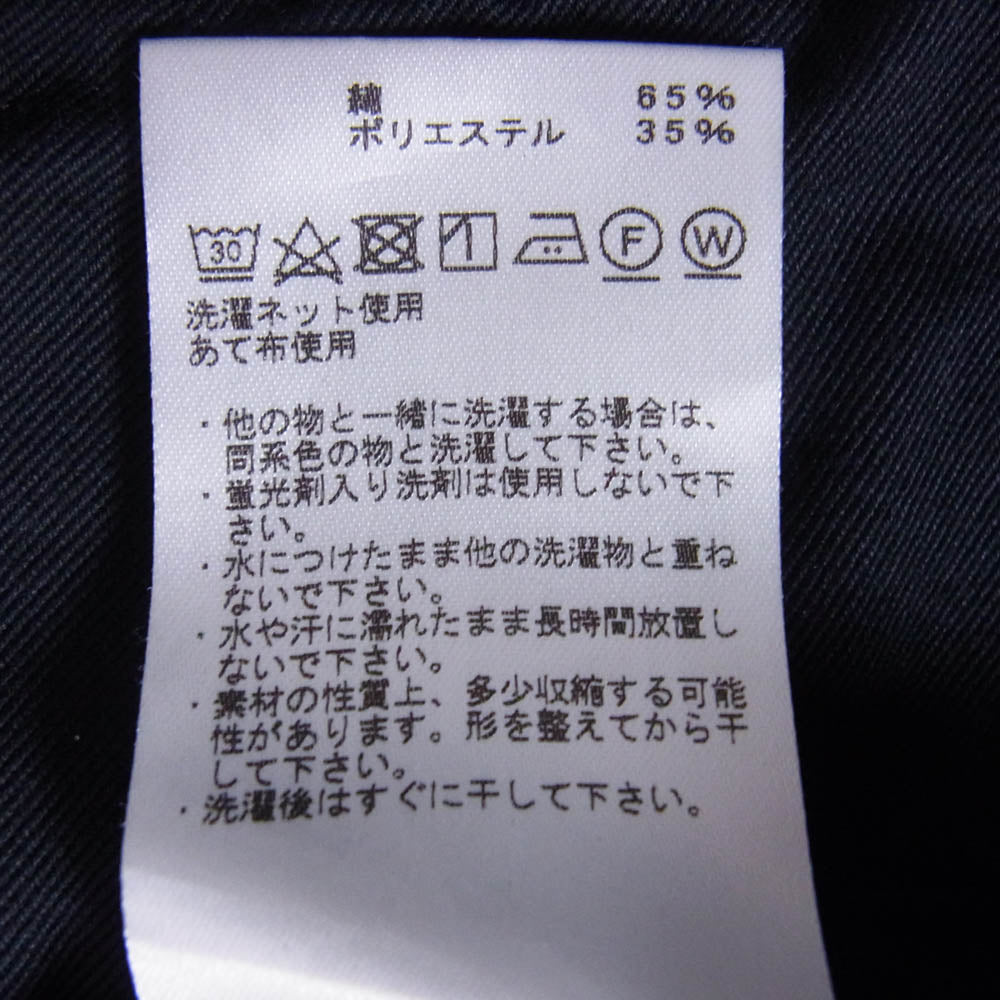 綿 65%
ポリエステル 35%
30 F W
洗濯ネット使用
あて布使用
・他の物と一緒に洗濯する場合は、
同系色の物と洗濯して下さい。
・蛍光剤入り洗剤は使用しないで下
さい。
・水につけたまま他の洗濯物と重ね
ないで下さい。
・水や汗に濡れたまま長時間放置し
ないで下さい。
・素材の性質上、多少収縮する可能
性があります。形を整えてから干
して下さい。
・洗濯後はすぐに干して下さい。